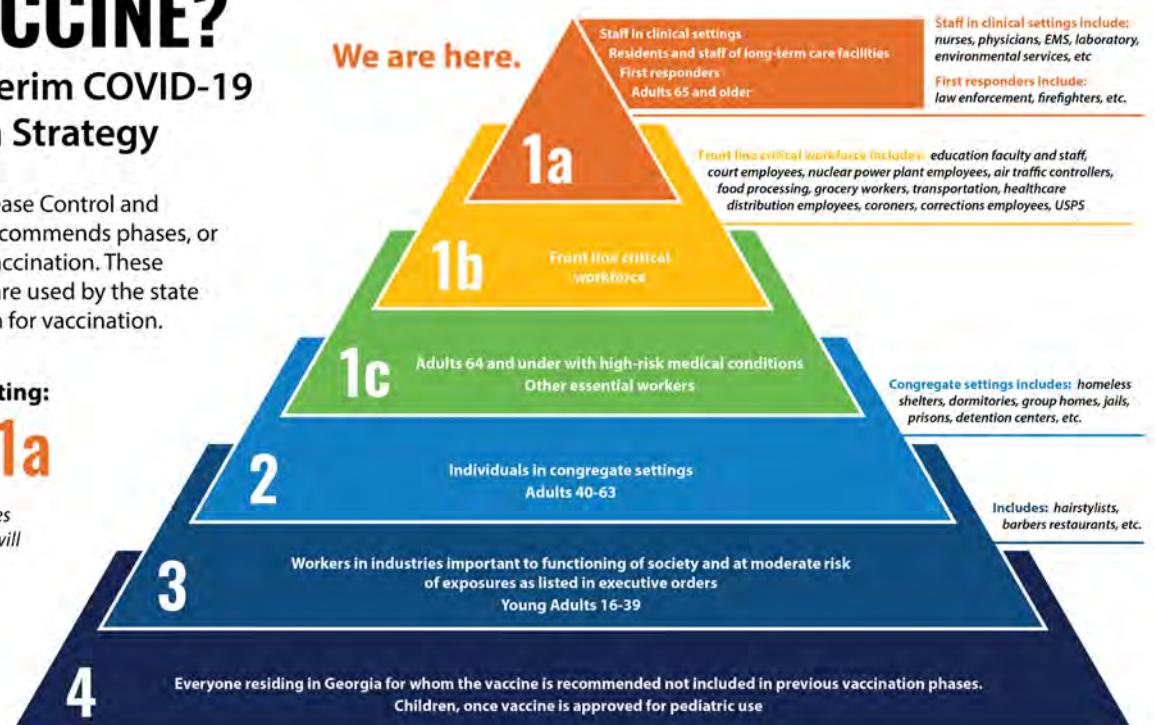 CCINE?
erim COVID-19
Strategy
ease Control and
commends phases, or
accination. These
are used by the state
for vaccination.
ting:
1a
es
will
We are here.
Staff in clinical settings
Residents and staff of long-term care facilities
First responders
Adults 65 and older
Staff in clinical settings include:
nurses, physicians, EMS, laboratory,
environmental services, etc
First responders include:
law enforcement, firefighters, etc.
1a
Front line critical workforce includes: education faculty and staff,
court employees, nuclear power plant employees, air traffic controllers,
food processing, grocery workers, transportation, healthcare
distribution employees, coroners, corrections employees, USPS
1b
Front line critical
workforce
1c
Adults 64 and under with high-risk medical conditions
Other essential workers
Congregate settings includes: homeless
shelters, dormitories, group homes, jails,
prisons, detention centers, etc.
2
Individuals in congregate settings
Adults 40-63
Includes: hairstylists,
barbers restaurants, etc.
3
Workers in industries important to functioning of society and at moderate risk
of exposures as listed in executive orders
Young Adults 16-39
4
Everyone residing in Georgia for whom the vaccine is recommended not included in previous vaccination phases.
Children, once vaccine is approved for pediatric use